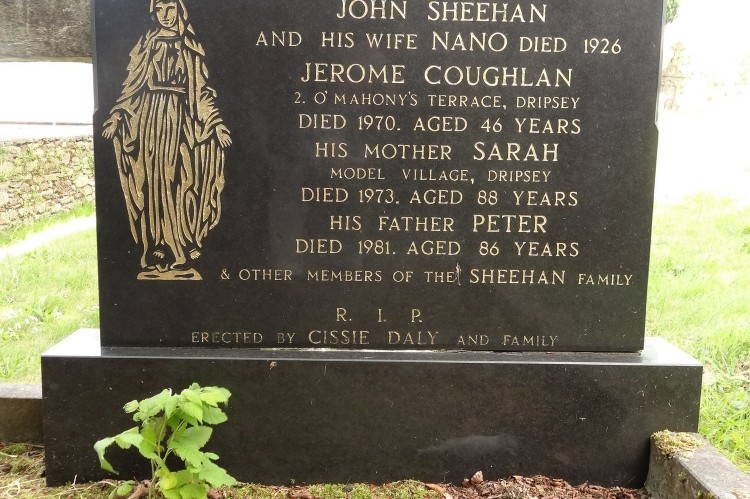 JOHN SHEEHAN
AND HIS WIFE NANO DIED 1926
JEROME COUGHLAN
2. O'MAHONY'S TERRACE, DRIPSEY
DIED 1970. AGED 46 YEARS
HIS MOTHER SARAH
MODEL VILLAGE, DRIPSEY
DIED 1973. AGED 88 YEARS
HIS FATHER PETER
DIED 1981. AGED 86 YEARS
& OTHER MEMBERS OF THE SHEEHAN FAMILY
R. I. P.
ERECTED BY CISSIE DALY AND FAMILY